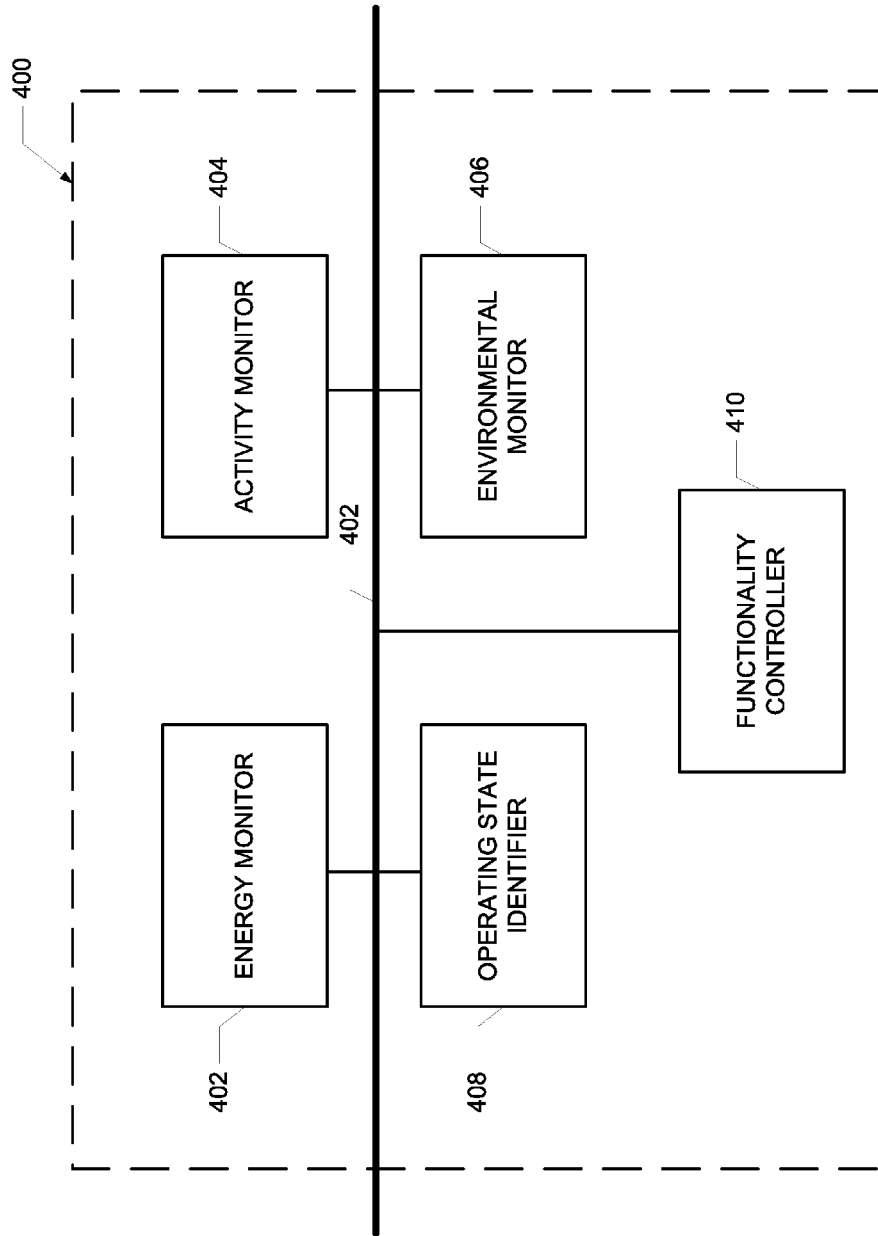 400
402
ENERGY MONITOR
ACTIVITY MONITOR
404
402
408
OPERATING STATE
IDENTIFIER
ENVIRONMENTAL
MONITOR
406
FUNCTIONALITY
CONTROLLER
410